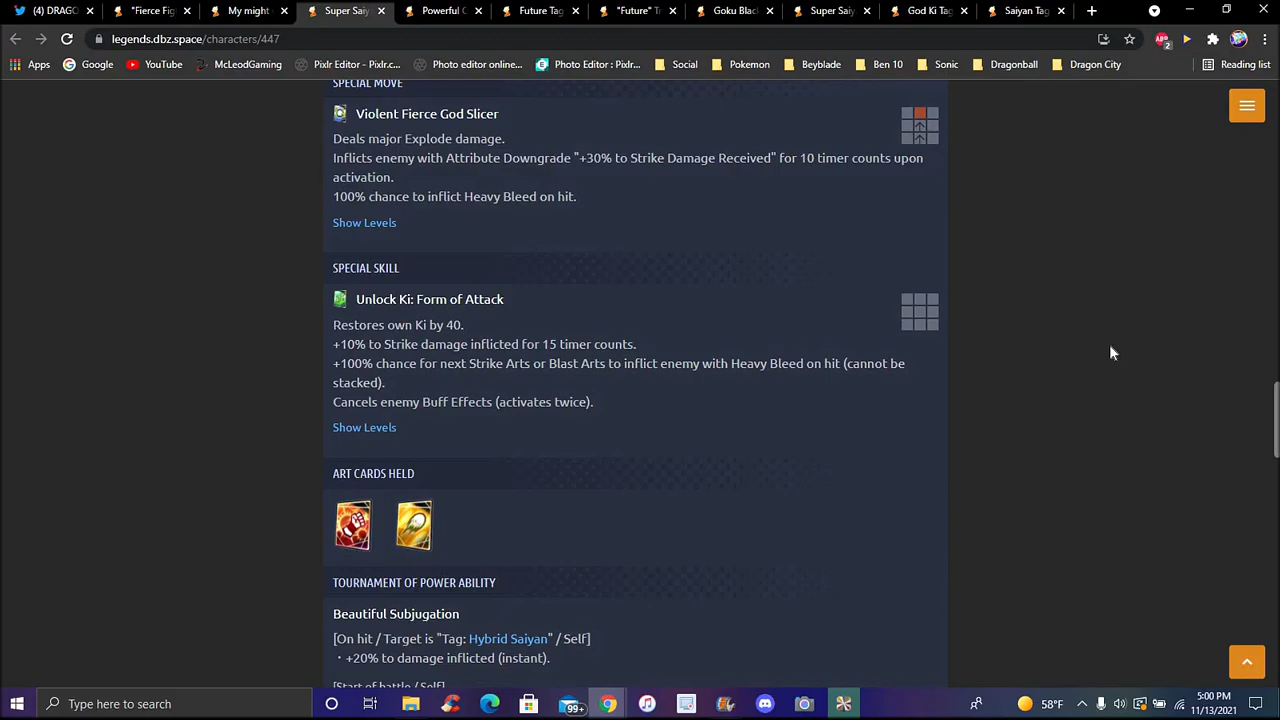 (4) DRAGO
"Fierce Fig
My might
Super Saiy
Powerful C
Future Tag
"Future" Tr
Goku Blac
Super Saiy
God Ki Tag
Saiyan Tag
legends.dbz.space/characters/447
2
Apps
Google
YouTube
McLeodGaming
Pixlr Editor - Pixlr.c...
Photo editor online...
Photo Editor : Pixlr...
Social
Pokemon
Beyblade
Ben 10
Sonic
Dragonball
Dragon City
Reading list
SPECIAL MOVE
Violent Fierce God Slicer
Deals major Explode damage.
Inflicts enemy with Attribute Downgrade "+30% to Strike Damage Received" for 10 timer counts upon
activation.
100% chance to inflict Heavy Bleed on hit.
Show Levels
SPECIAL SKILL
Unlock Ki: Form of Attack
Restores own Ki by 40.
+10% to Strike damage inflicted for 15 timer counts.
+100% chance for next Strike Arts or Blast Arts to inflict enemy with Heavy Bleed on hit (cannot be
stacked).
Cancels enemy Buff Effects (activates twice).
Show Levels
ART CARDS HELD
TOURNAMENT OF POWER ABILITY
Beautiful Subjugation
[On hit / Target is "Tag: Hybrid Saiyan" / Self]
・+20% to damage inflicted (instant).
[Start of battle / Self]
Type here to search
99+
58°F
5:00 PM
11/13/2021